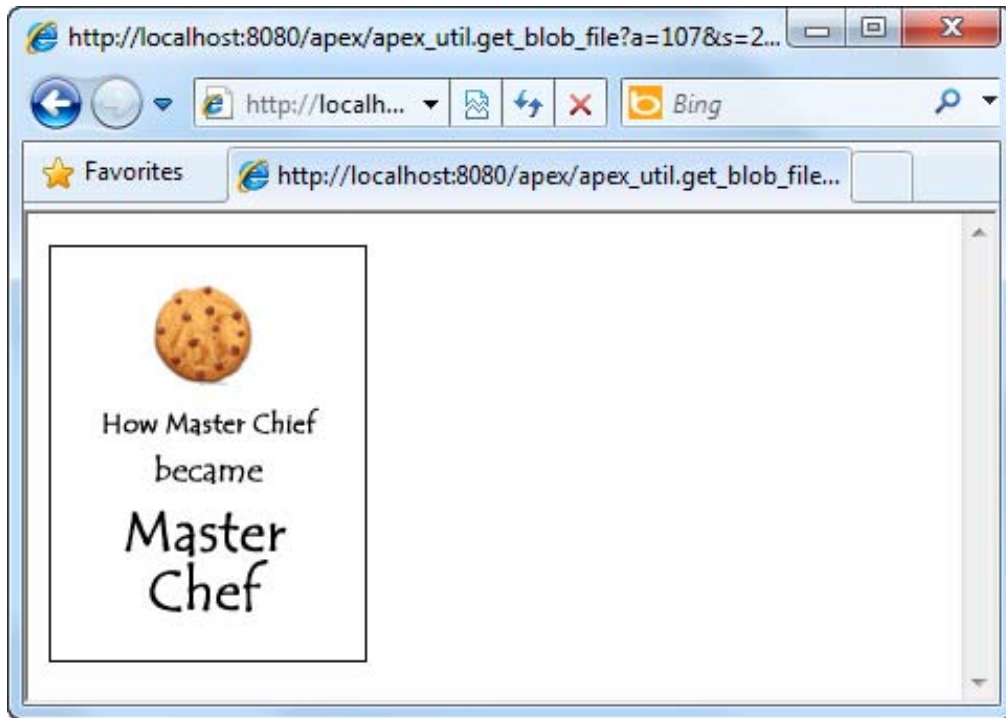 http://localhost:8080/apex/apex_util.get_blob_file?a=107&s=2...
http://localh... Bing
Favorites http://localhost:8080/apex/apex_util.get_blob_file...
How Master Chief
became
Master
Chef